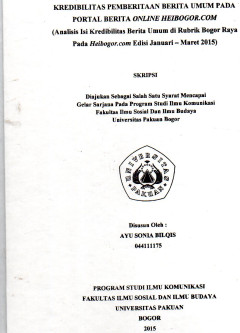 KREDIBILITAS PEMBERITAAN BERITA UMUM PADA
PORTAL BERITA ONLINE HEIBOGOR.COM
(Analisis Isi Kredibilitas Berita Umum di Rubrik Bogor Raya
Pada Heibogor.com Edisi Januari – Maret 2015)
SKRIPSI
Diajukan Sebagai Salah Satu Syarat Mencapai
Gelar Sarjana Pada Program Studi Ilmu Komunikasi
Fakultas Ilmu Sosial Dan Ilmu Budaya
Universitas Pakuan Bogor
UNIVERSITAS
PAKUAN
Disusun Oleh :
AYU SONIA BILQIS
044111175
PROGRAM STUDI ILMU KOMUNIKASI
FAKULTAS ILMU SOSIAL DAN ILMU BUDAYA
UNIVERSITAS PAKUAN
BOGOR
2015